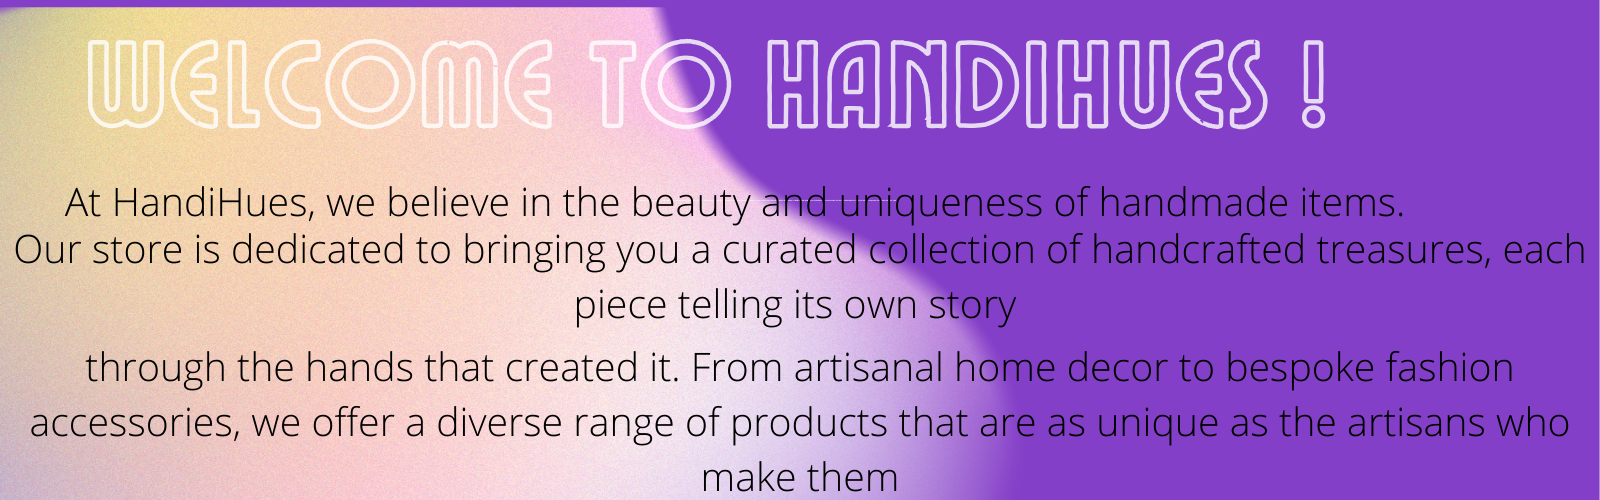 WELCOME TO HANDIHUES !
At HandiHues, we believe in the beauty and uniqueness of handmade items.
Our store is dedicated to bringing you a curated collection of handcrafted treasures, each
piece telling its own story
through the hands that created it. From artisanal home decor to bespoke fashion
accessories, we offer a diverse range of products that are as unique as the artisans who
make them